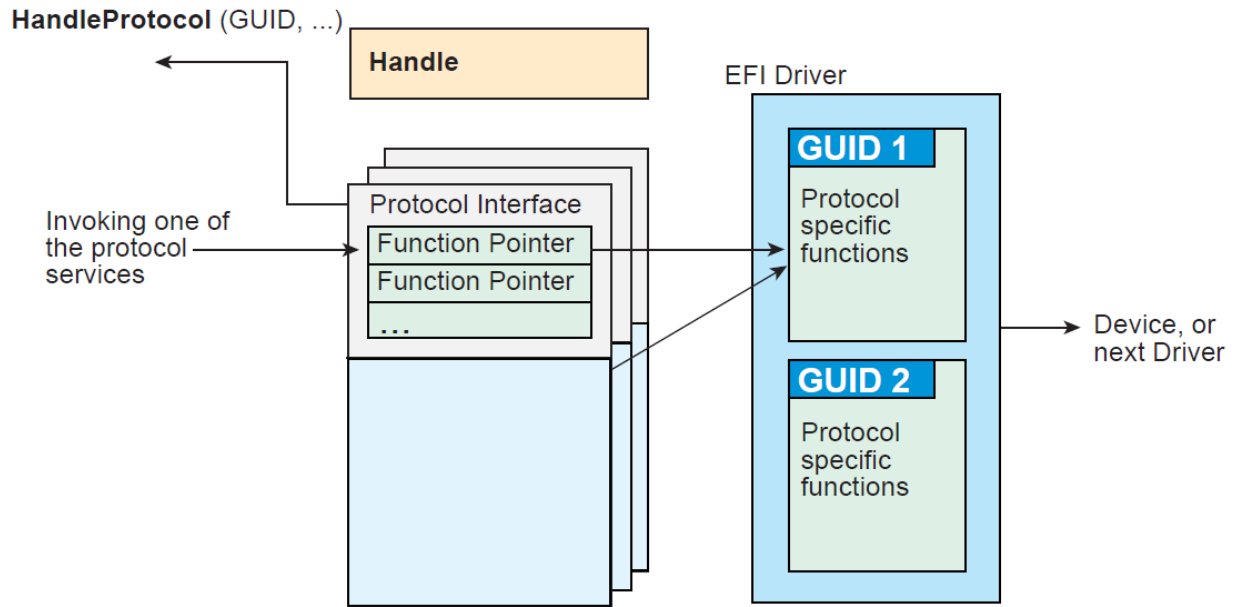 HandleProtocol (GUID, ...)
Handle
EFI Driver
GUID 1
Protocol
specific
functions
Protocol Interface
Function Pointer
Function Pointer
...
Invoking one of
the protocol
services
Device, or
next Driver
GUID 2
Protocol
specific
functions